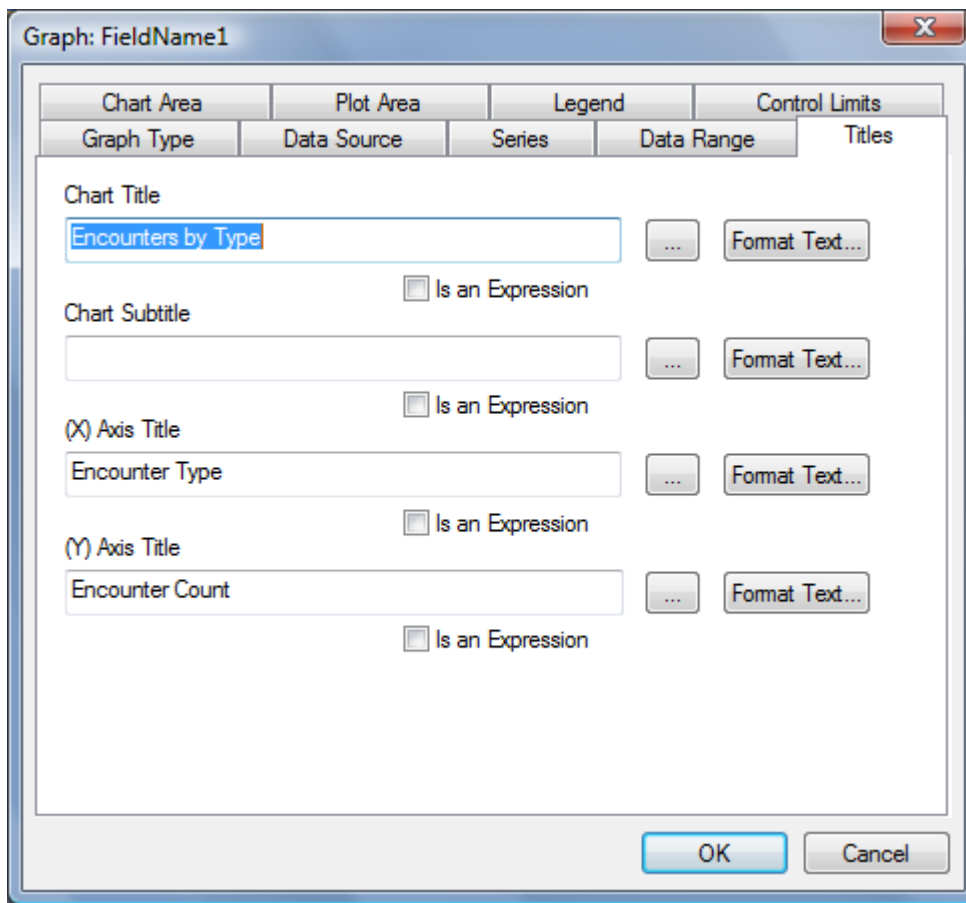 Graph: FieldName1
X
Chart Area Plot Area Legend Control Limits
Graph Type Data Source Series Data Range Titles
Chart Title
Encounters by Type ... Format Text...
Is an Expression
Chart Subtitle
... Format Text...
Is an Expression
(X) Axis Title
Encounter Type ... Format Text...
Is an Expression
(Y) Axis Title
Encounter Count ... Format Text...
Is an Expression
OK Cancel